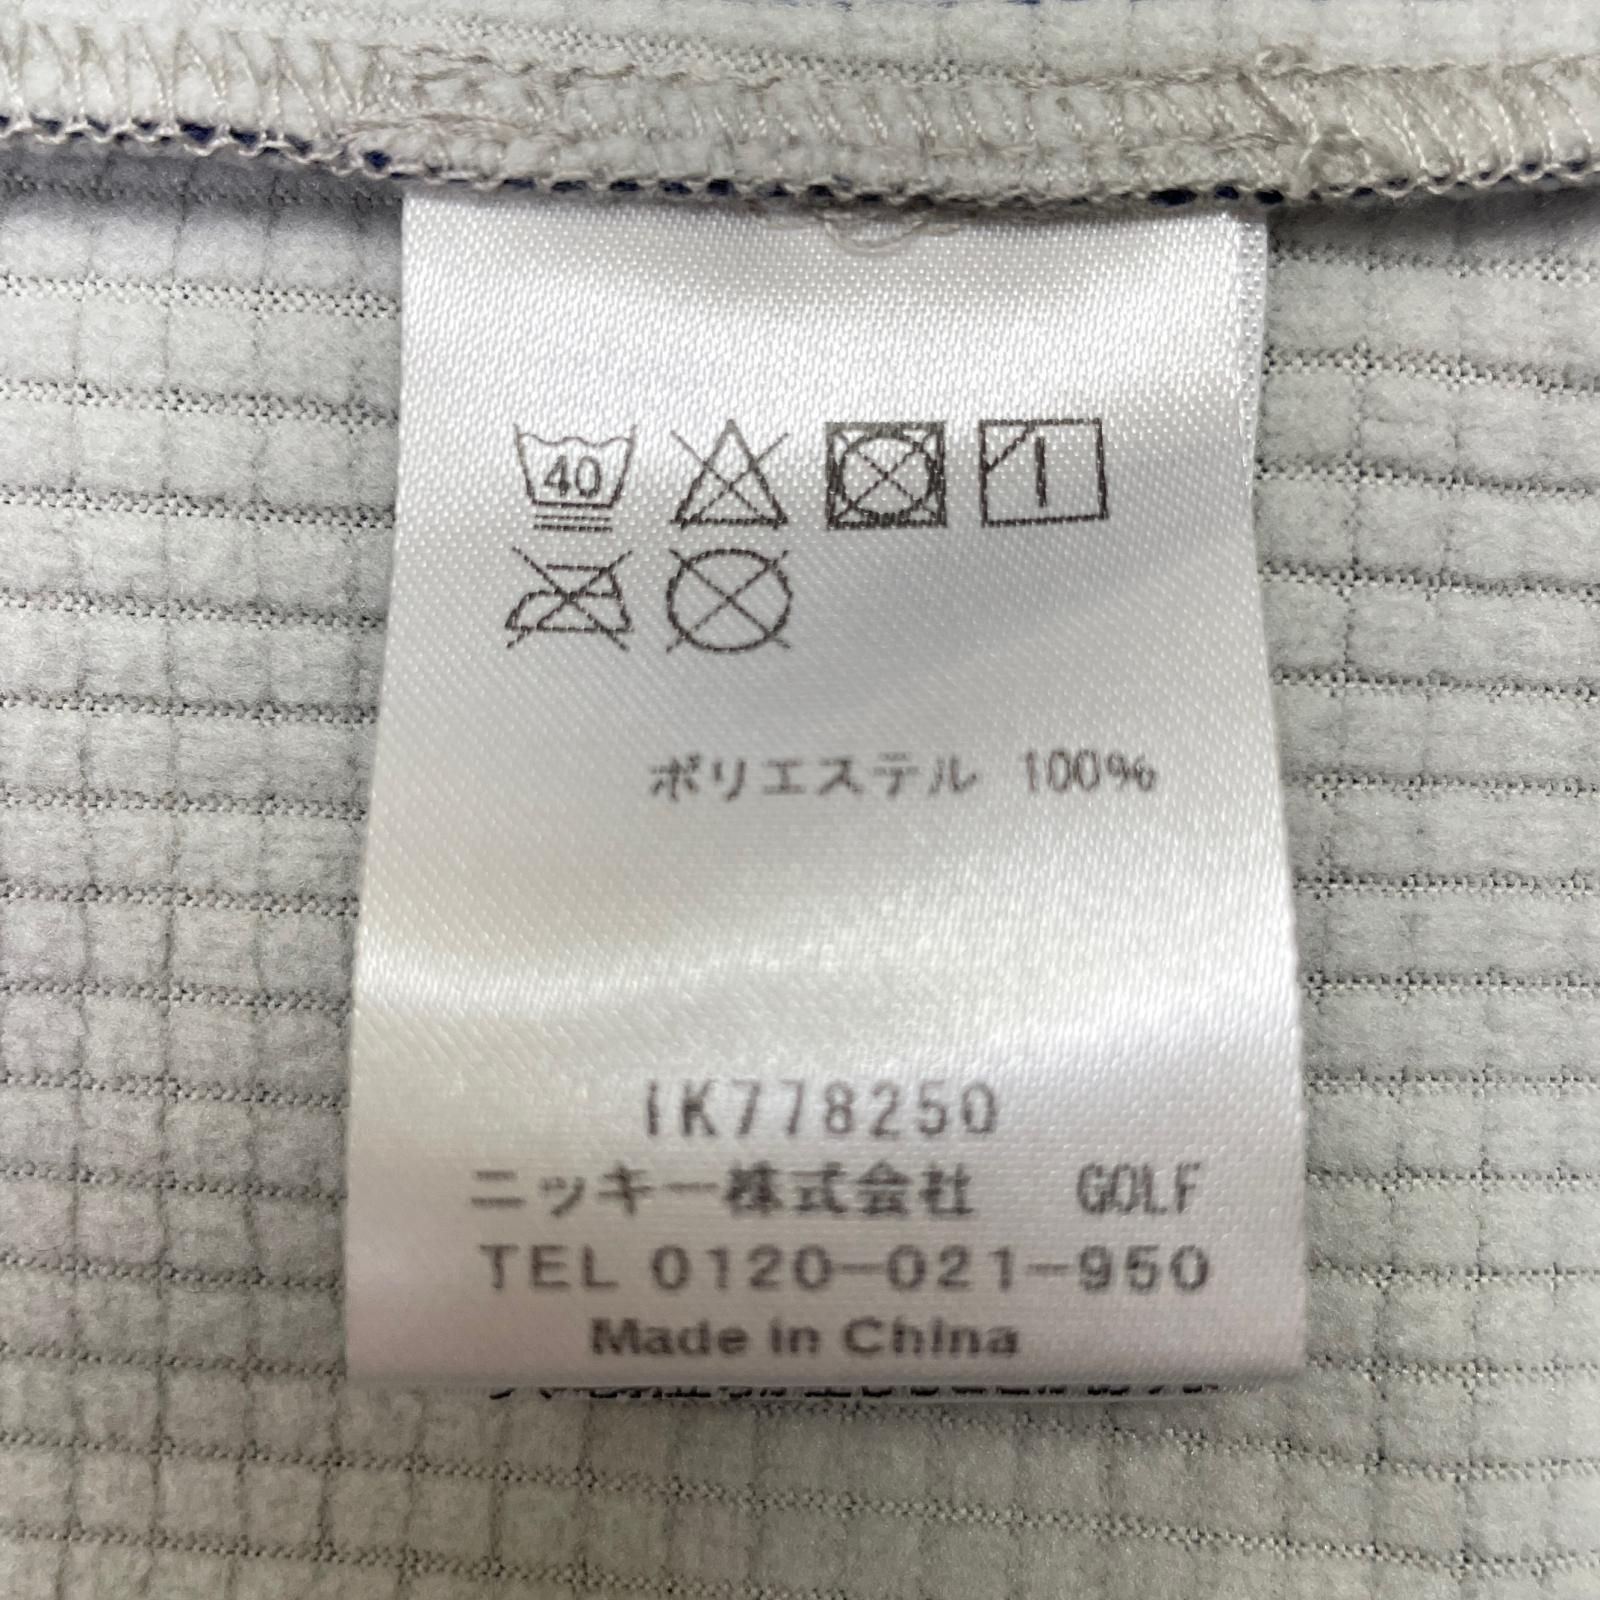 40
ポリエステル 100%
IK778250
ニッキー株式会社 GOLF
TEL 0120-021-950
Made in China